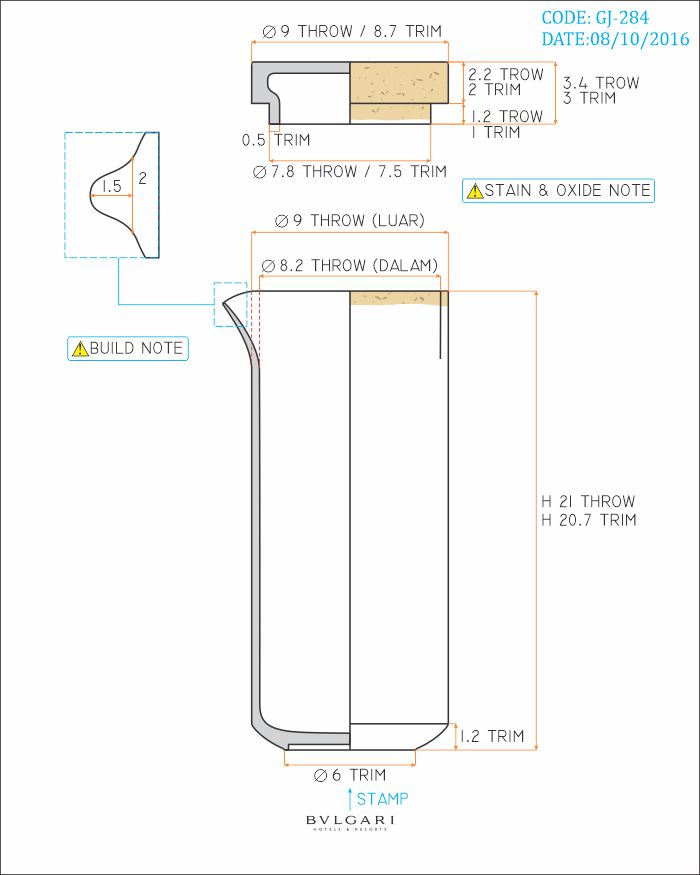 CODE: GJ-284
DATE:08/10/2016
⌀ 9 THROW / 8.7 TRIM
2.2 TROW
2 TRIM
3.4 TROW
3 TRIM
1.2 TROW
1 TRIM
0.5 TRIM
⌀ 7.8 THROW / 7.5 TRIM
1.5
2
STAIN & OXIDE NOTE
⌀ 9 THROW (LUAR)
⌀ 8.2 THROW (DALAM)
BUILD NOTE
H 21 THROW
H 20.7 TRIM
1.2 TRIM
⌀ 6 TRIM
STAMP
BVLGARI
HOTELS & RESORTS